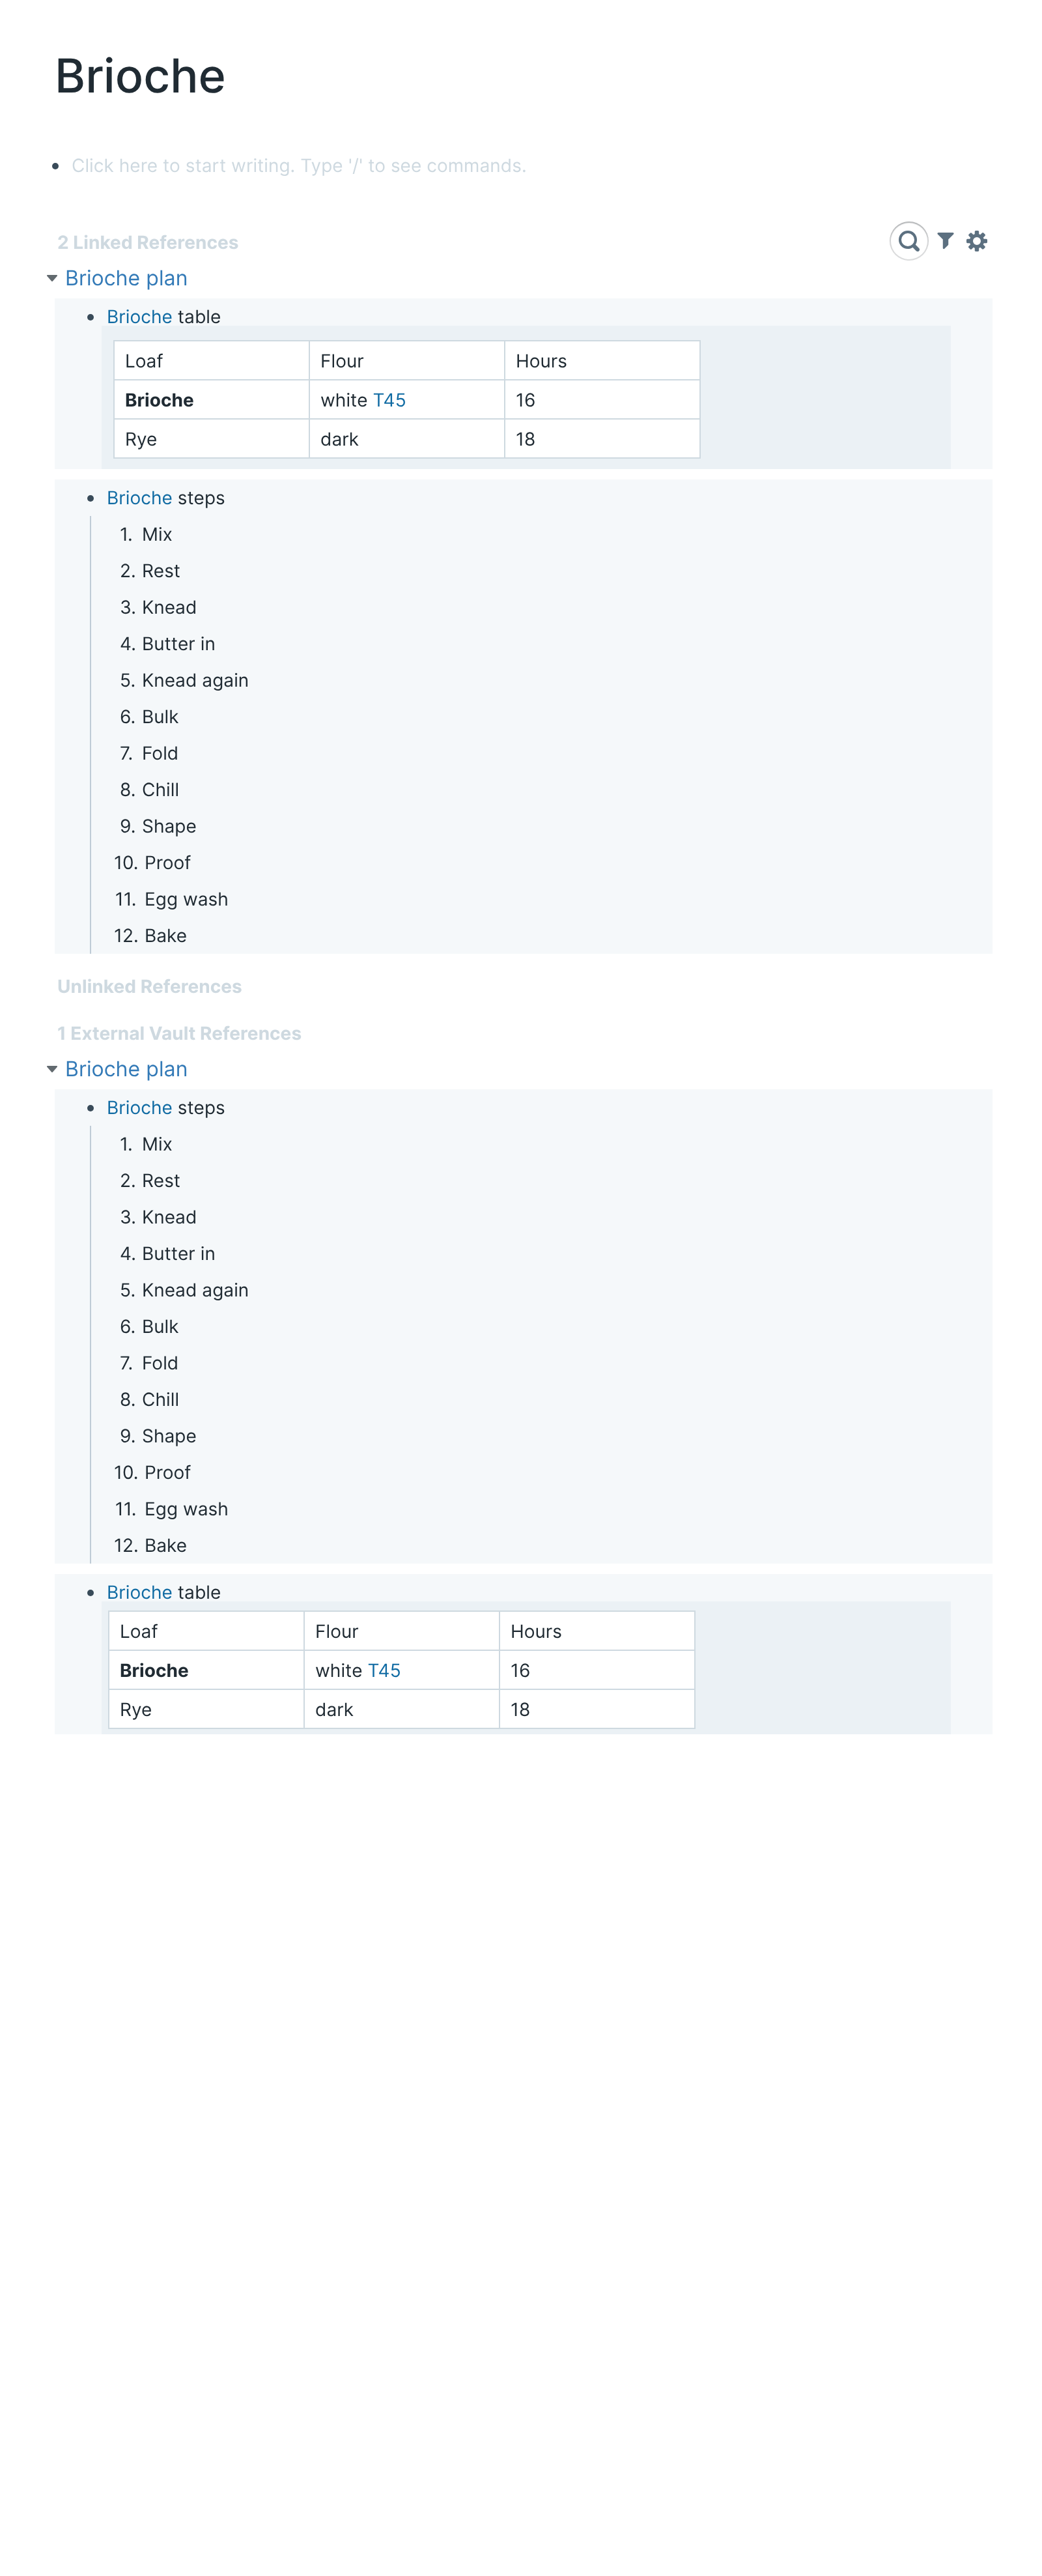 Brioche
Click here to start writing. Type '/' to see commands.
2 Linked References
Brioche plan
Brioche table
Loaf Flour Hours
Brioche white T45 16
Rye dark 18
Brioche steps
1. Mix
2. Rest
3. Knead
4. Butter in
5. Knead again
6. Bulk
7. Fold
8. Chill
9. Shape
10. Proof
11. Egg wash
12. Bake
Unlinked References
1 External Vault References
Brioche plan
Brioche steps
1. Mix
2. Rest
3. Knead
4. Butter in
5. Knead again
6. Bulk
7. Fold
8. Chill
9. Shape
10. Proof
11. Egg wash
12. Bake
Brioche table
Loaf Flour Hours
Brioche white T45 16
Rye dark 18